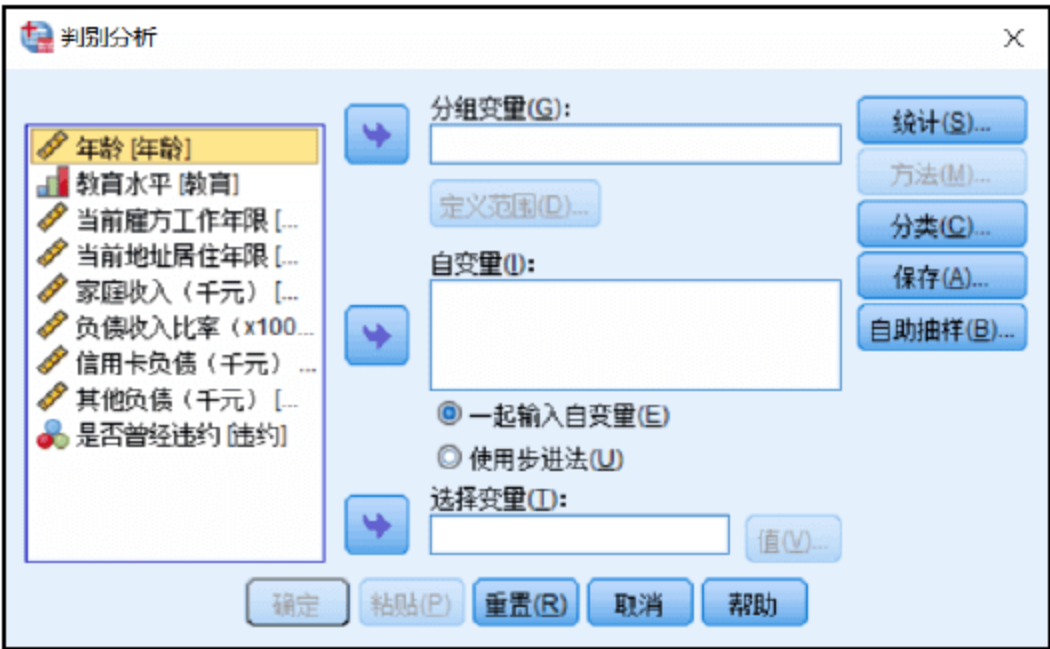 判别分析
年龄 [年龄]
教育水平 [教育]
当前雇方工作年限 [...
当前地址居住年限 [...
家庭收入（千元） [...
负债收入比率（x100...
信用卡负债（千元） ...
其他负债（千元） [...
是否曾经违约 [违约]
分组变量(G):
定义范围(D)...
自变量(I):
一起输入自变量(E)
使用步进法(U)
选择变量(T):
值(V)...
统计(S)...
方法(M)...
分类(C)...
保存(A)...
自助抽样(B)...
确定
粘贴(P)
重置(R)
取消
帮助